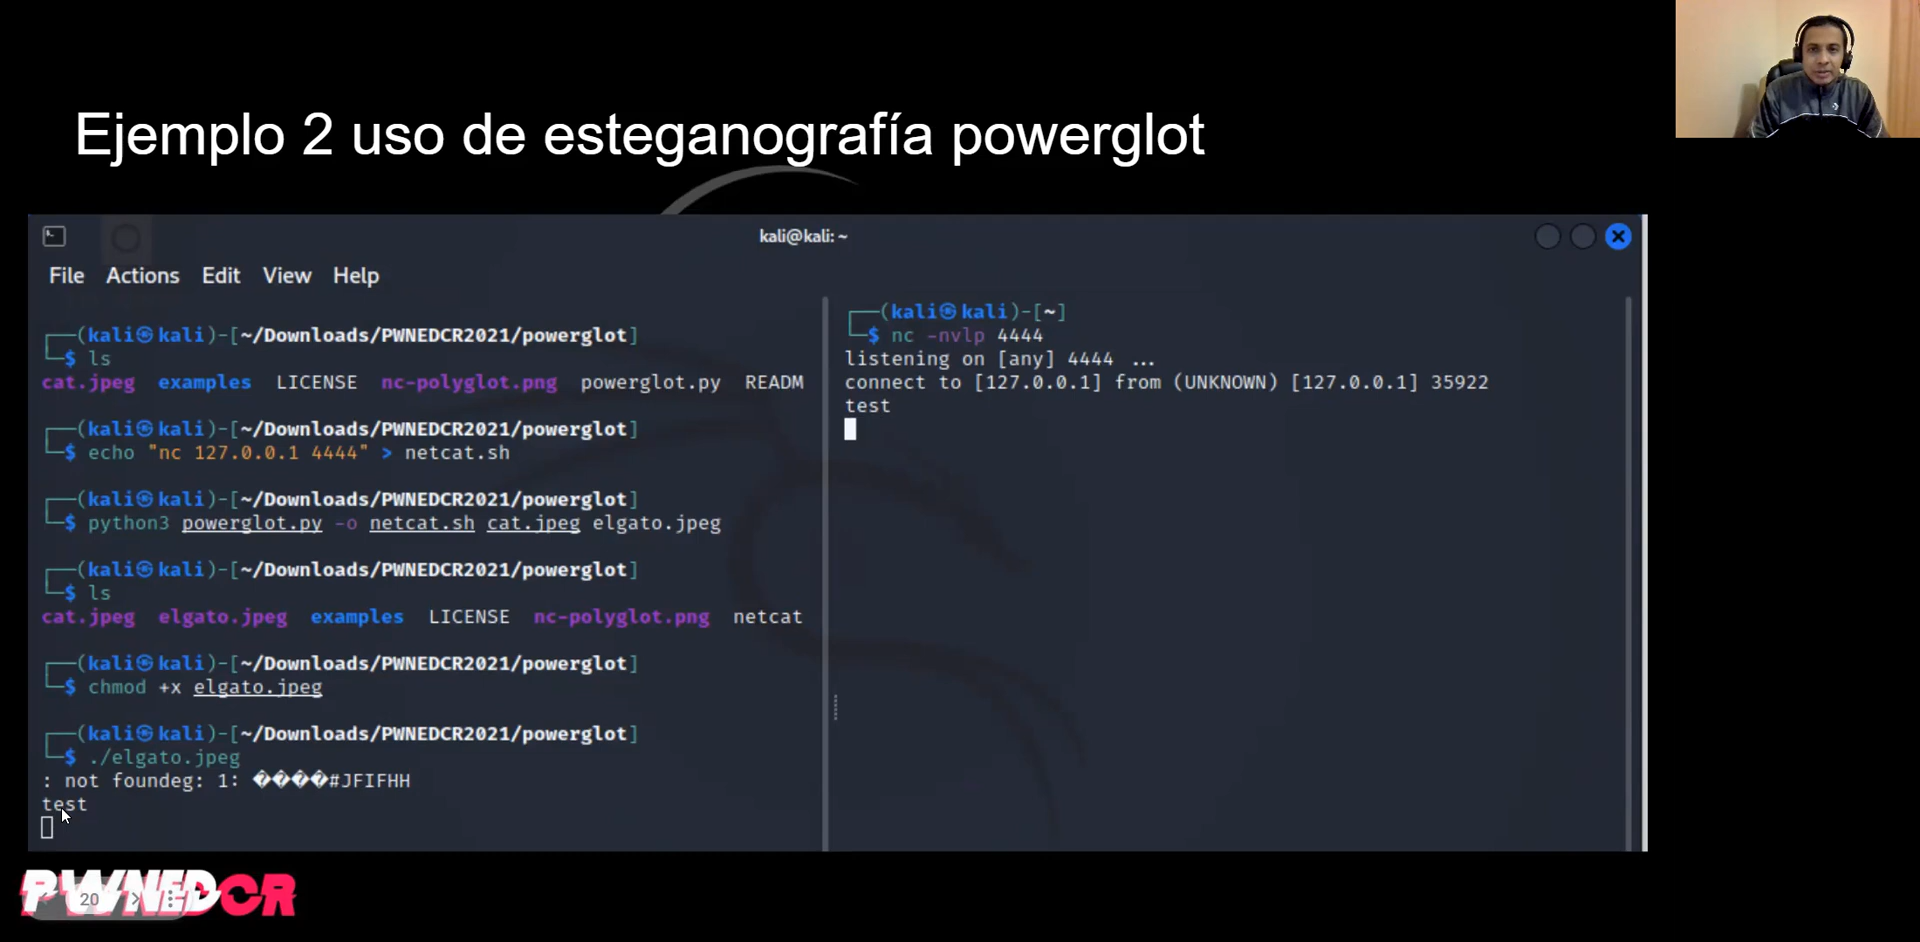 Ejemplo 2 uso de esteganografía powerglot
kali@kali: ~
File Actions Edit View Help
(kali㉿kali)-[~/Downloads/PWNEDCR2021/powerglot]
$ ls
cat.jpeg examples LICENSE nc-polyglot.png powerglot.py READM
(kali㉿kali)-[~/Downloads/PWNEDCR2021/powerglot]
$ echo "nc 127.0.0.1 4444" > netcat.sh
(kali㉿kali)-[~/Downloads/PWNEDCR2021/powerglot]
$ python3 powerglot.py -o netcat.sh cat.jpeg elgato.jpeg
(kali㉿kali)-[~/Downloads/PWNEDCR2021/powerglot]
$ ls
cat.jpeg elgato.jpeg examples LICENSE nc-polyglot.png netcat
(kali㉿kali)-[~/Downloads/PWNEDCR2021/powerglot]
$ chmod +x elgato.jpeg
(kali㉿kali)-[~/Downloads/PWNEDCR2021/powerglot]
$ ./elgato.jpeg
: not foundeg: 1: ����#JFIFHH
test
(kali㉿kali)-[~]
$ nc -nvlp 4444
listening on [any] 4444 ...
connect to [127.0.0.1] from (UNKNOWN) [127.0.0.1] 35922
test
PWNEDCR
20